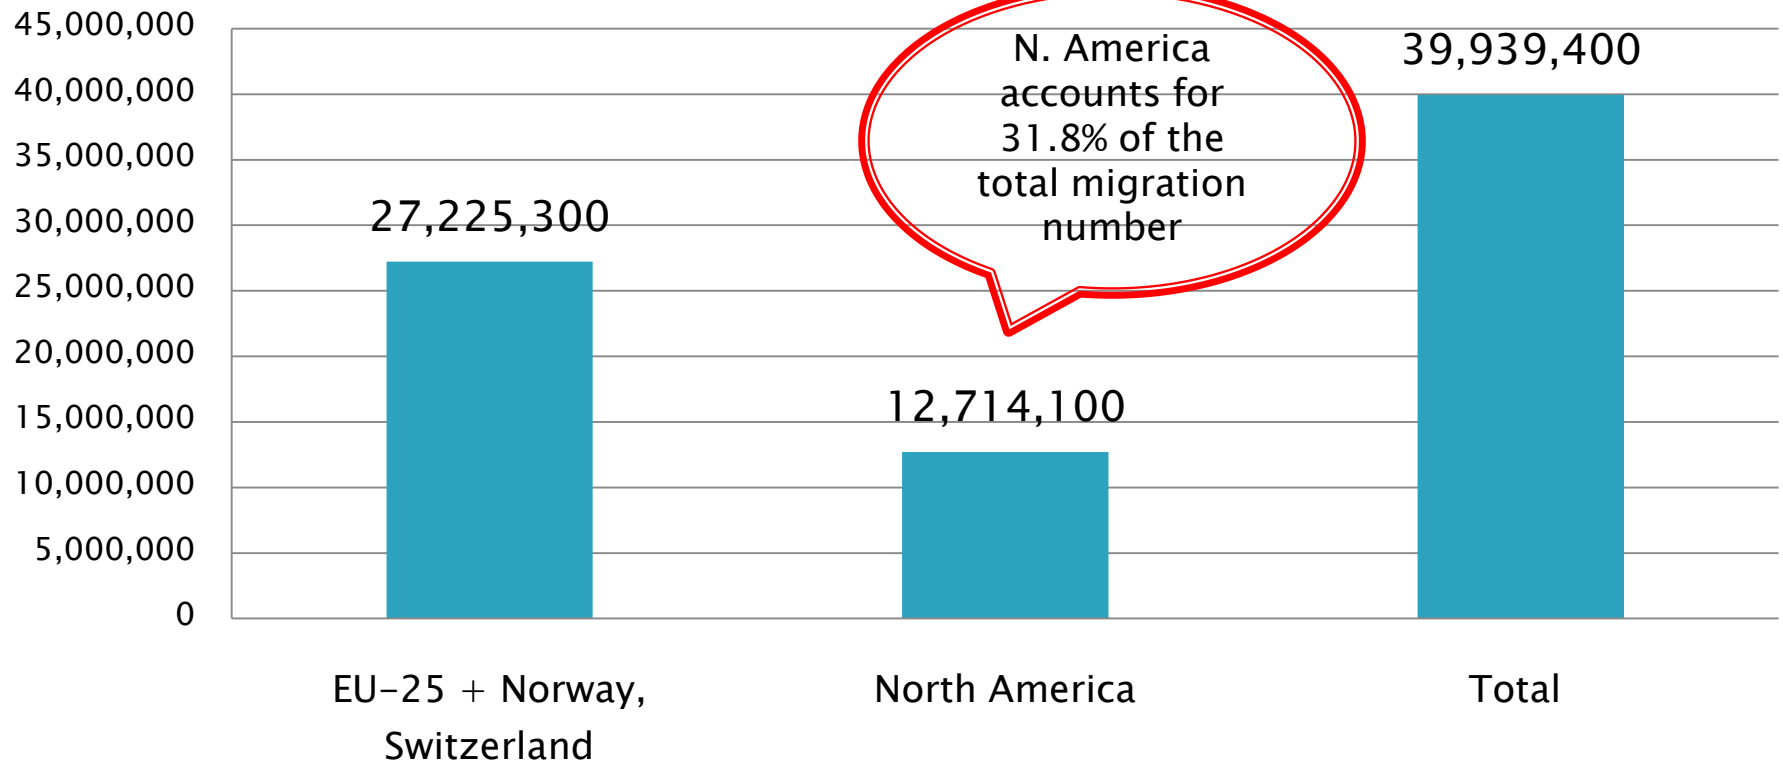 45,000,000
40,000,000
35,000,000
30,000,000
25,000,000
20,000,000
15,000,000
10,000,000
5,000,000
0
27,225,300
N. America
accounts for
31.8% of the
total migration
number
12,714,100
39,939,400
EU-25 + Norway,
Switzerland
North America
Total